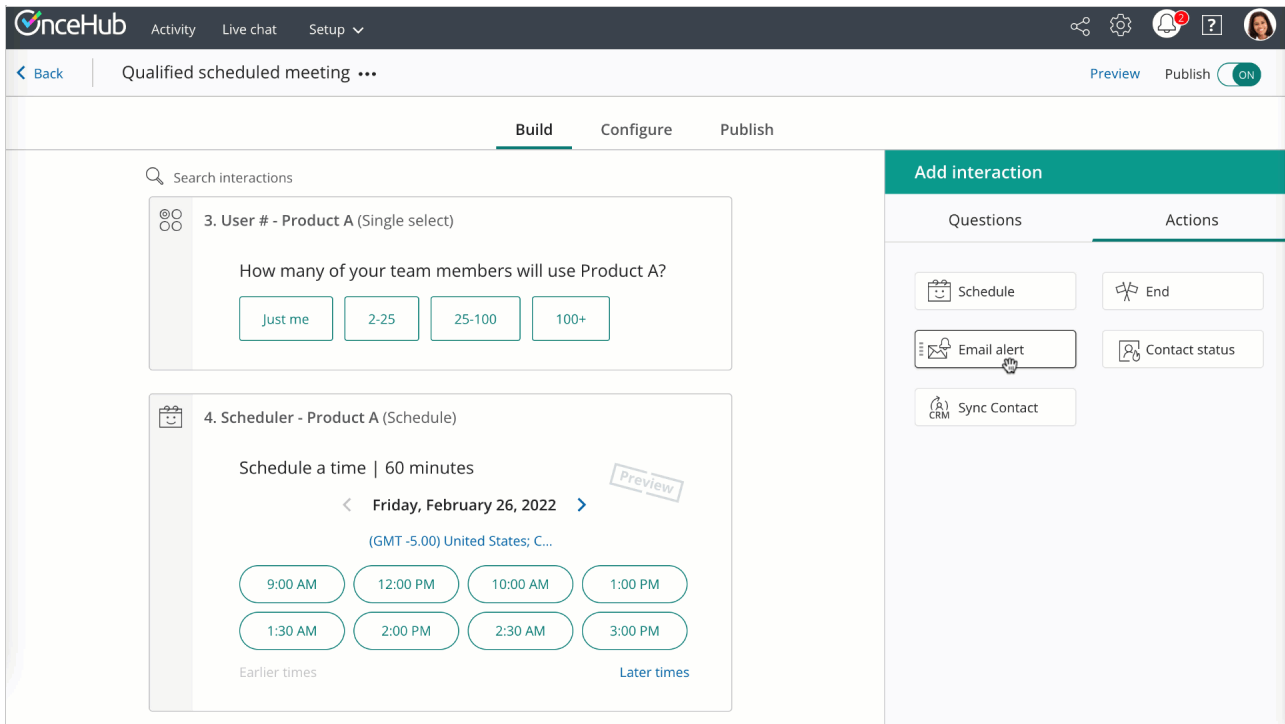 OnceHub Activity Live chat Setup 2 ?
Back Qualified scheduled meeting ••• Preview Publish ON
Build Configure Publish
Search interactions
3. User # - Product A (Single select)
How many of your team members will use Product A?
Just me 2-25 25-100 100+
4. Scheduler - Product A (Schedule)
Schedule a time | 60 minutes
Preview
Friday, February 26, 2022
(GMT -5.00) United States; C...
9:00 AM 12:00 PM 10:00 AM 1:00 PM
1:30 AM 2:00 PM 2:30 AM 3:00 PM
Earlier times Later times
Add interaction
Questions Actions
Schedule End
Email alert Contact status
CRM Sync Contact